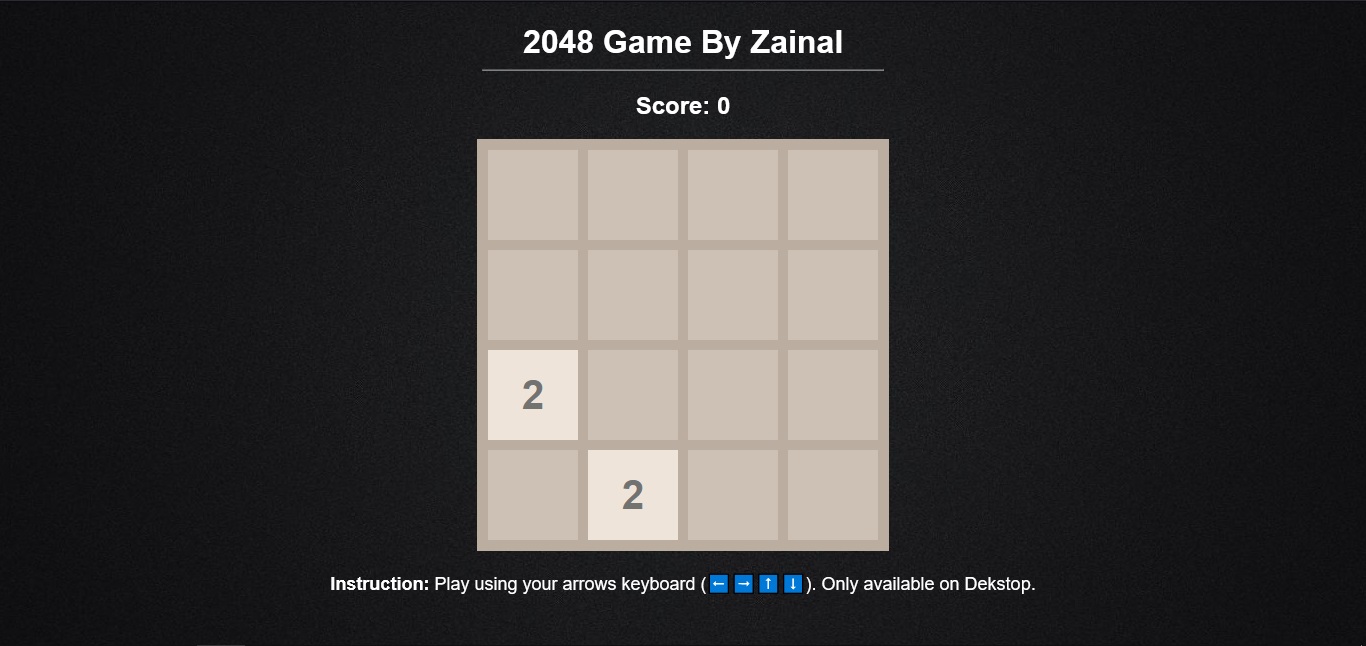 2048 Game By Zainal
Score: 0
2
2
Instruction: Play using your arrows keyboard (← → ↑ ↓). Only available on Dekstop.